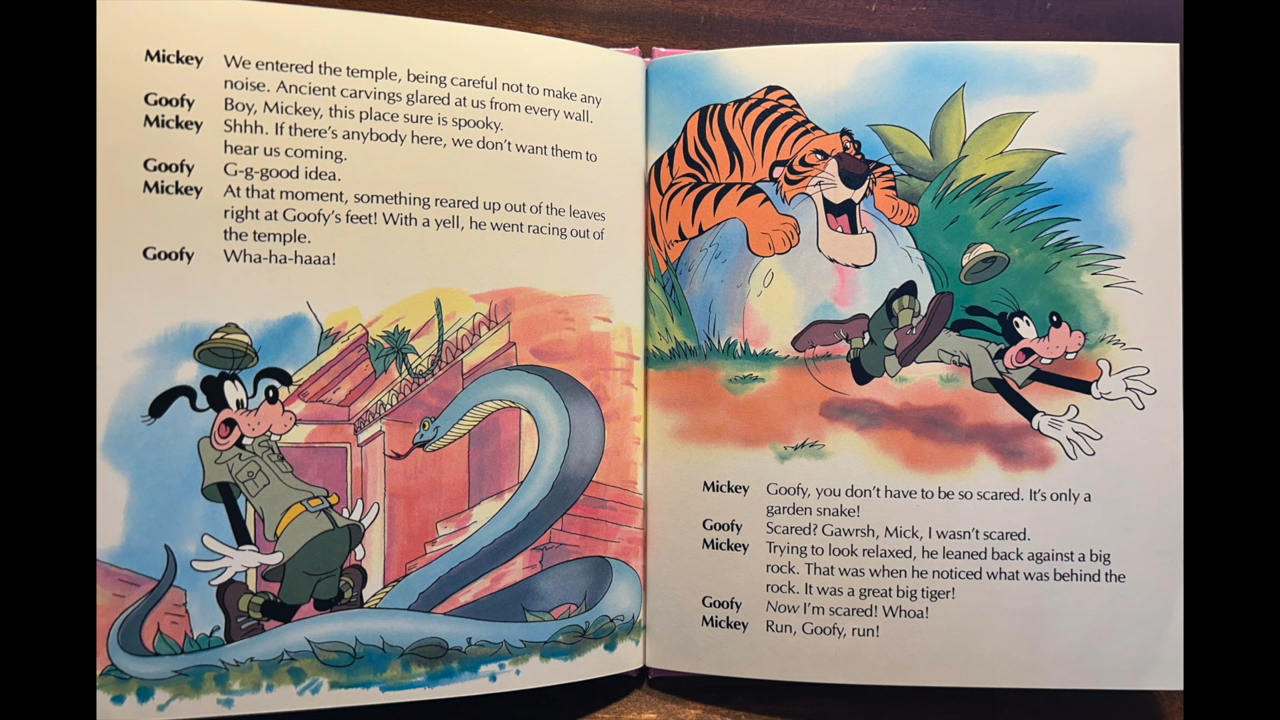 Mickey We entered the temple, being careful not to make any
noise. Ancient carvings glared at us from every wall.
Goofy Boy, Mickey, this place sure is spooky.
Mickey Shhh. If there's anybody here, we don't want them to
hear us coming.
Goofy G-g-good idea.
Mickey At that moment, something reared up out of the leaves
right at Goofy's feet! With a yell, he went racing out of
the temple.
Goofy Wha-ha-haaa!
Mickey Goofy, you don't have to be so scared. It's only a
garden snake!
Goofy Scared? Gawrsh, Mick, I wasn't scared.
Mickey Trying to look relaxed, he leaned back against a big
rock. That was when he noticed what was behind the
rock. It was a great big tiger!
Goofy Now I'm scared! Whoa!
Mickey Run, Goofy, run!